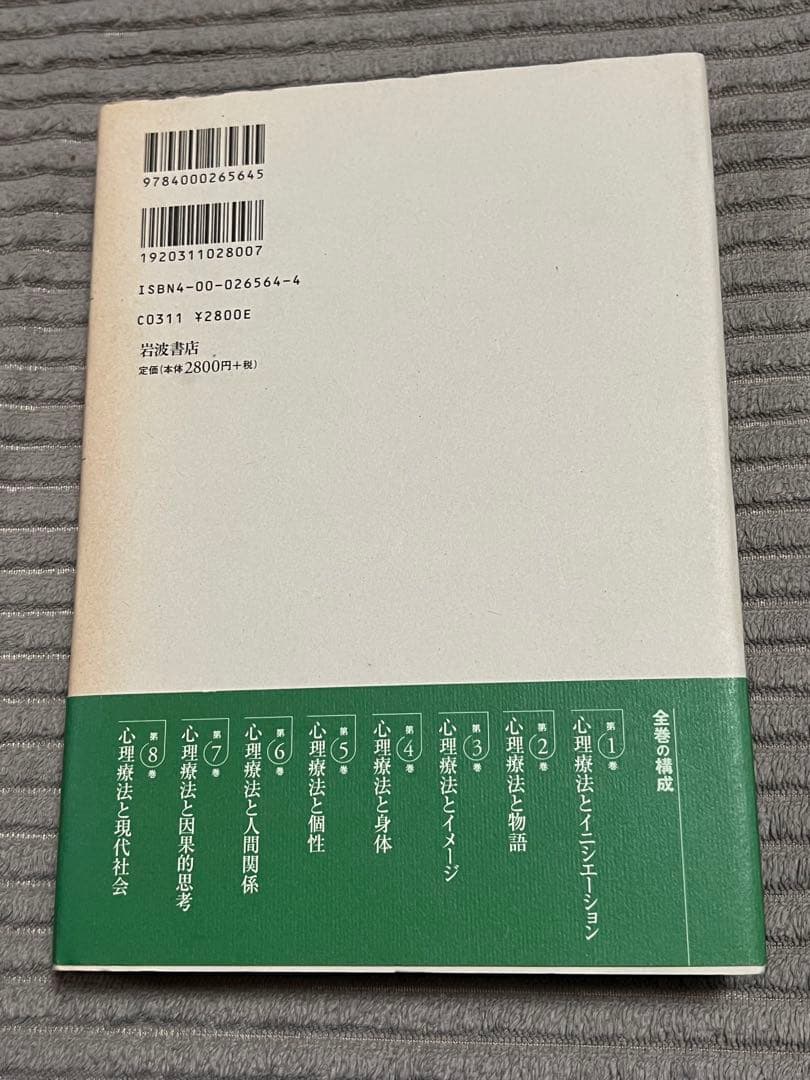 9784000265645
1920311028007
ISBN4-00-026564-4
C0311 ¥2800E
岩波書店
定価(本体2800円+税)
全巻の構成
第1巻
心理療法とイニシエーション
第2巻
心理療法と物語
第3巻
心理療法とイメージ
第4巻
心理療法と身体
第5巻
心理療法と個性
第6巻
心理療法と人間関係
第7巻
心理療法と因果的思考
第8巻
心理療法と現代社会